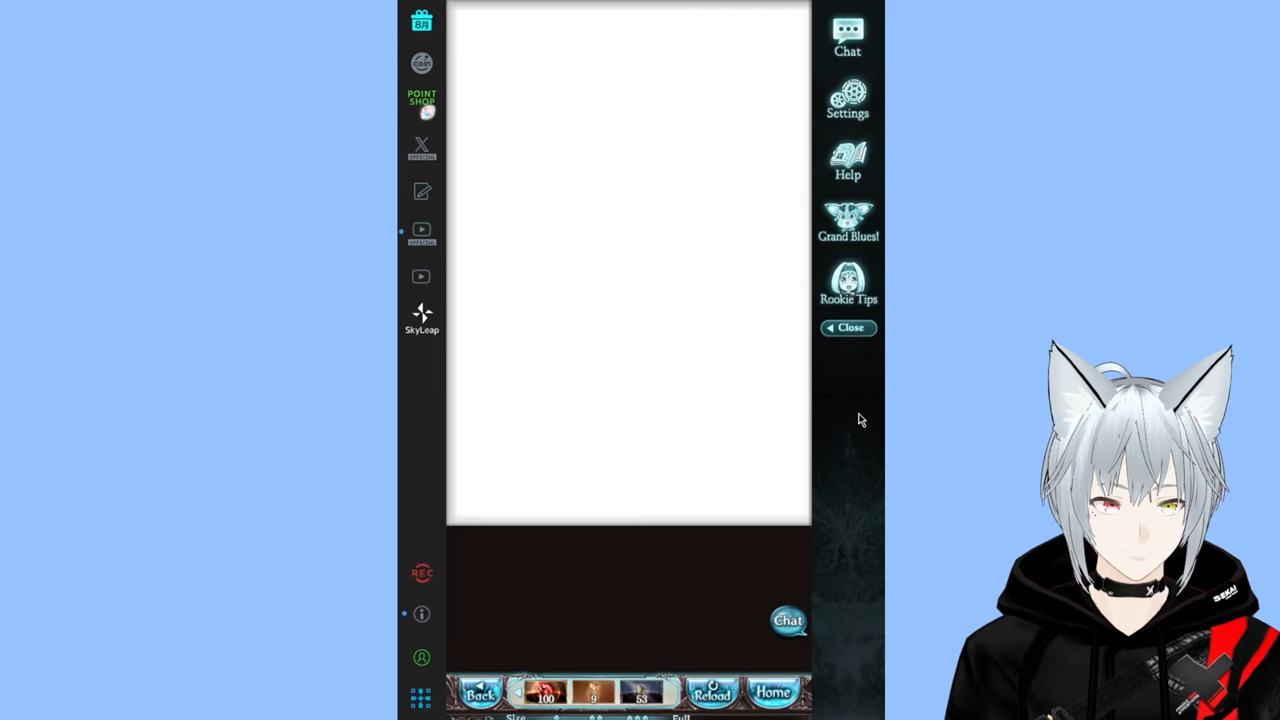 8月
coin
POINT
SHOP
X
OFFICIAL
OFFICIAL
SkyLeap
REC
Chat
Settings
Help
Grand Blues!
Rookie Tips
Close
Chat
Back
100
9
53
Reload
Home
Size
Full
SEKAI